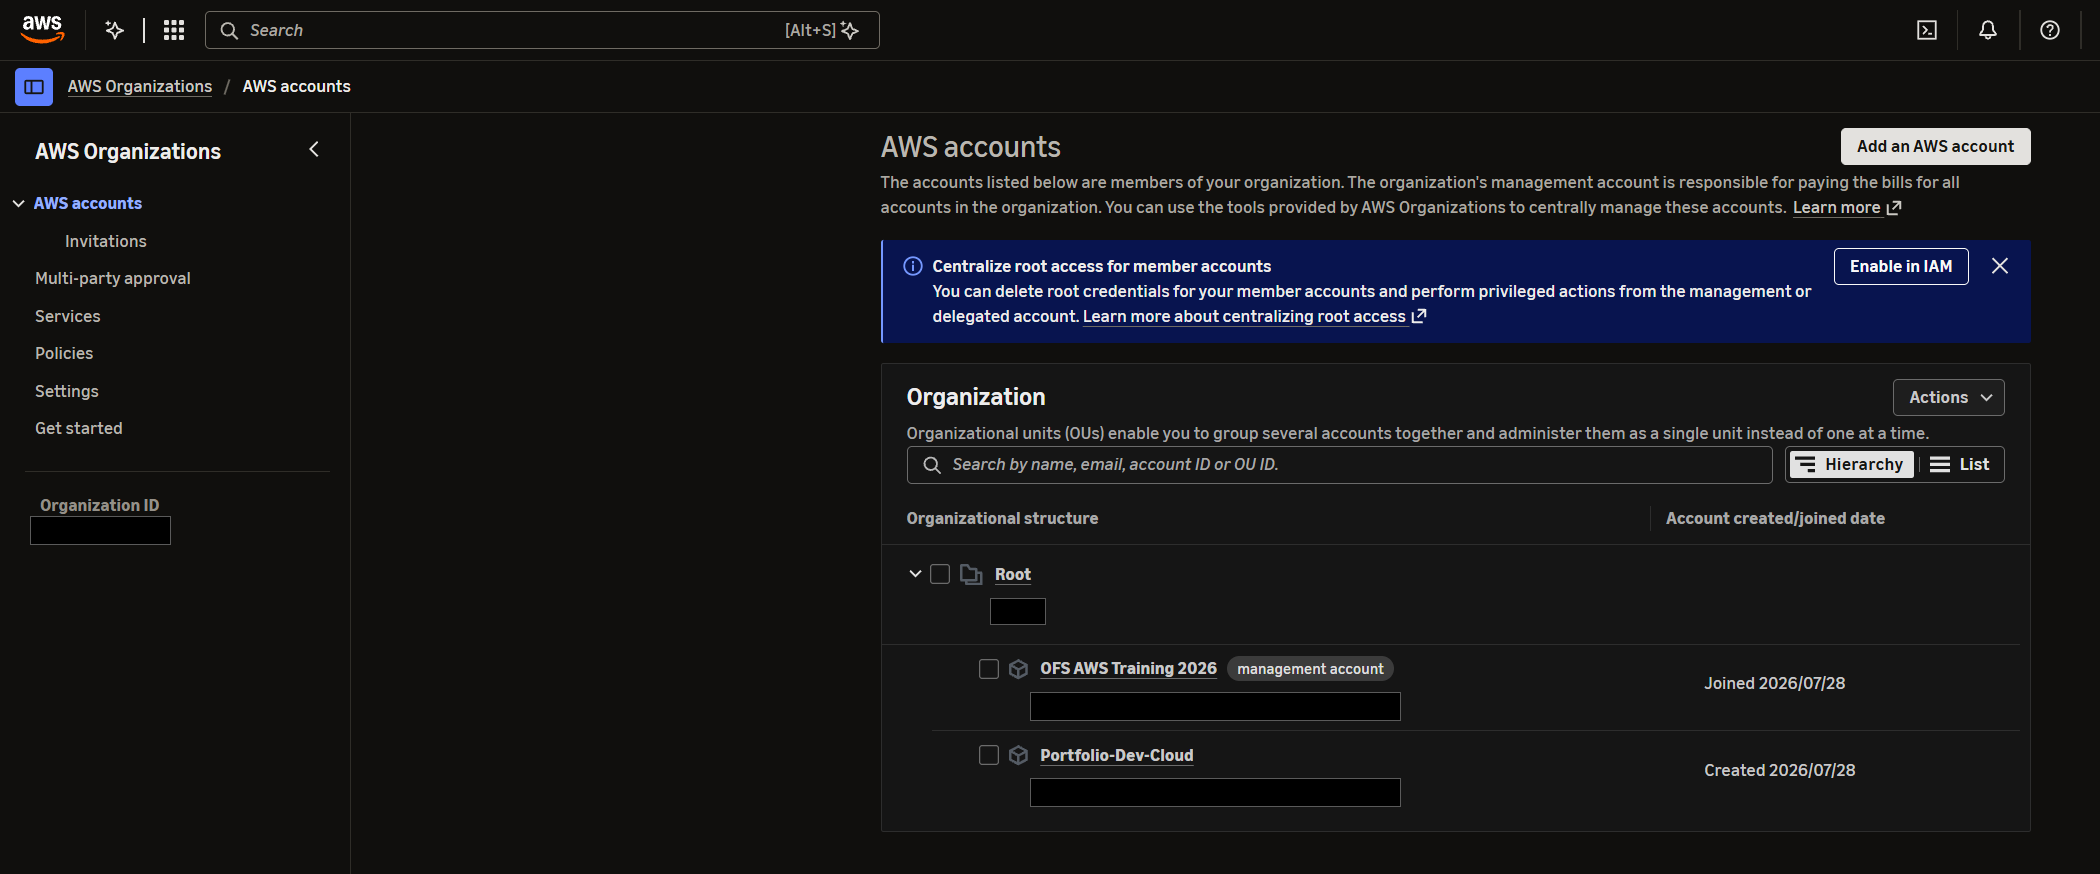 aws
Search [Alt+S]
AWS Organizations / AWS accounts
AWS Organizations
AWS accounts
Invitations
Multi-party approval
Services
Policies
Settings
Get started
Organization ID
AWS accounts
Add an AWS account
The accounts listed below are members of your organization. The organization's management account is responsible for paying the bills for all
accounts in the organization. You can use the tools provided by AWS Organizations to centrally manage these accounts. Learn more
Centralize root access for member accounts
Enable in IAM
You can delete root credentials for your member accounts and perform privileged actions from the management or
delegated account. Learn more about centralizing root access
Organization
Actions
Organizational units (OUs) enable you to group several accounts together and administer them as a single unit instead of one at a time.
Search by name, email, account ID or OU ID.
Hierarchy
List
Organizational structure
Account created/joined date
Root
OFS AWS Training 2026 management account
Joined 2026/07/28
Portfolio-Dev-Cloud
Created 2026/07/28